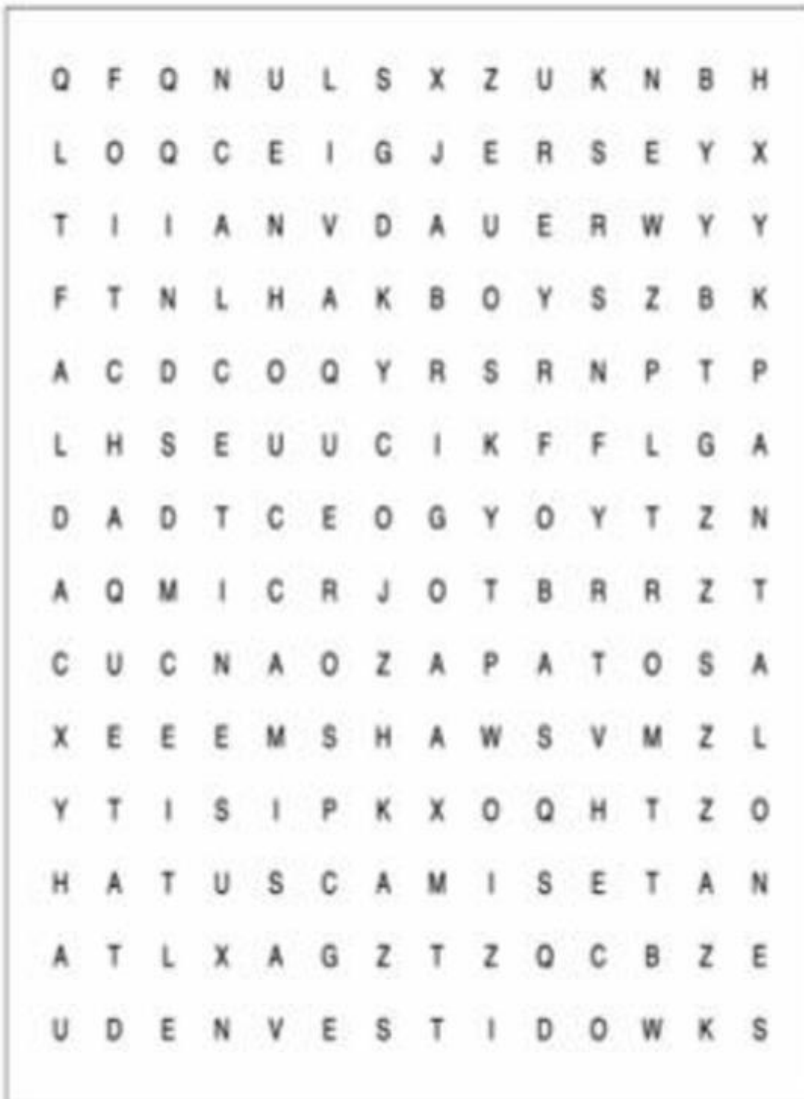 Q F Q N U L S X Z U K N B H
L O Q C E I G J E R S E Y X
T I I A N V D A U E R W Y Y
F T N L H A K B O Y S Z B K
A C D C O Q Y R S R N P T P
L H S E U U C I K F F L G A
D A D T C E O G Y O Y T Z N
A Q M I C R J O T B R R Z T
C U C N A O Z A P A T O S A
X E E E M S H A W S V M Z L
Y T I S I P K X O Q H T Z O
H A T U S C A M I S E T A N
A T L X A G Z T Z Q C B Z E
U D E N V E S T I D O W K S